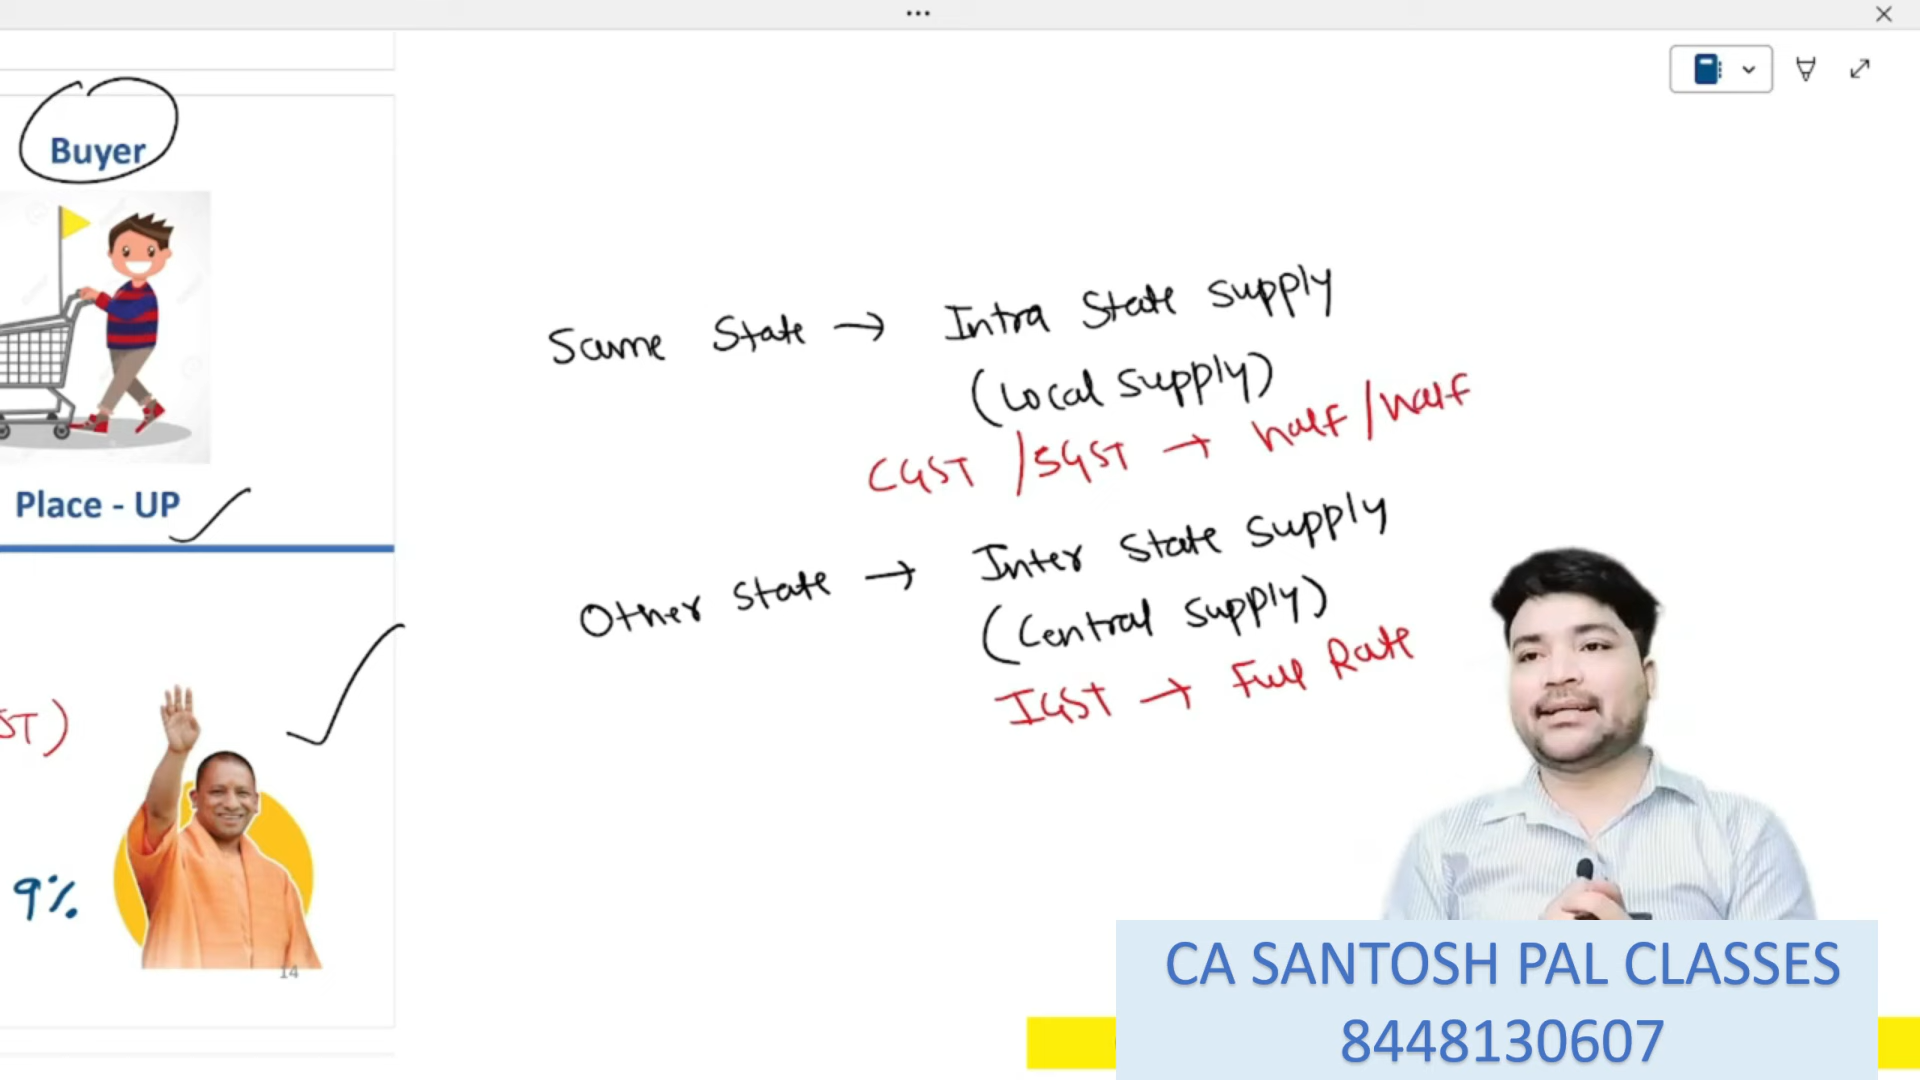 Buyer
Place - UP
ST)
9%
14
Same State → Intra State Supply
(Local Supply)
CGST / SGST → half / half
Other State → Inter State Supply
(Central Supply)
IGST → Full Rate
CA SANTOSH PAL CLASSES
8448130607